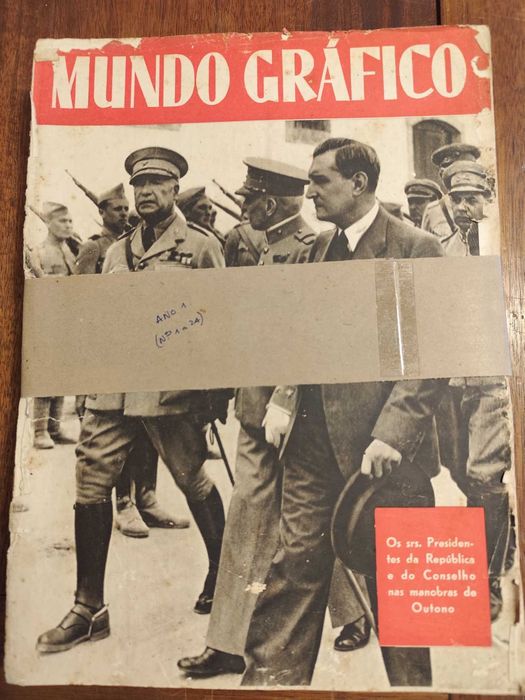 MUNDO GRÁFICO
ANO 1
(Nº 1 a 24)
Os srs. Presiden-
tes da República
e do Conselho
nas manobras de
Outono